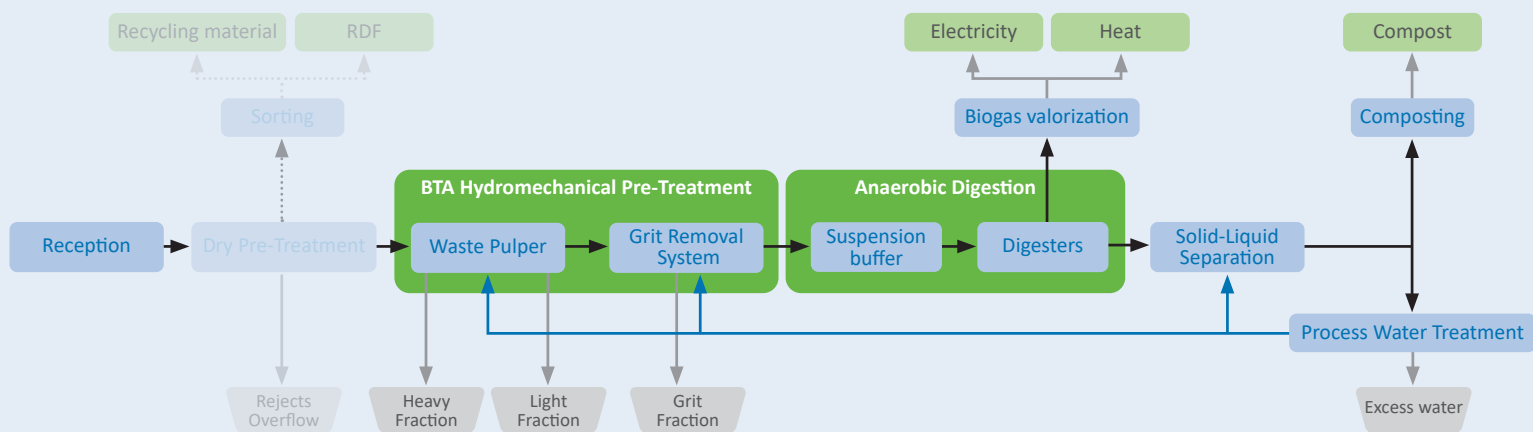 Recycling material
RDF
Electricity
Heat
Compost
Sorting
Biogas valorization
Composting
BTA Hydromechanical Pre-Treatment
Anaerobic Digestion
Reception
Dry Pre-Treatment
Waste Pulper
Grit Removal
System
Suspension
buffer
Digesters
Solid-Liquid
Separation
Process Water Treatment
Rejects
Overflow
Heavy
Fraction
Light
Fraction
Grit
Fraction
Excess water